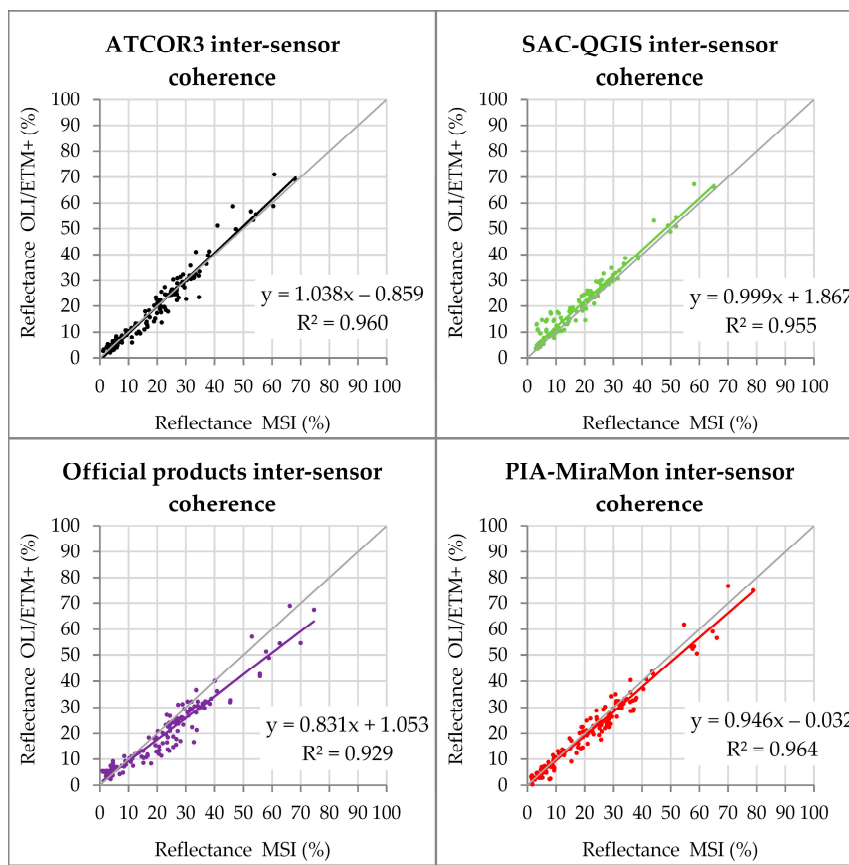 ATCOR3 inter-sensor
coherence
100
90
80
70
60
50
40
30
20
10
0
Reflectance OLI/ETM+ (%)
y = 1.038x – 0.859
R² = 0.960
0 10 20 30 40 50 60 70 80 90 100
Reflectance MSI (%)
SAC-QGIS inter-sensor
coherence
100
90
80
70
60
50
40
30
20
10
0
Reflectance OLI/ETM+ (%)
y = 0.999x + 1.867
R² = 0.955
0 10 20 30 40 50 60 70 80 90 100
Reflectance MSI (%)
Official products inter-sensor
coherence
100
90
80
70
60
50
40
30
20
10
0
Reflectance OLI/ETM+ (%)
y = 0.831x + 1.053
R² = 0.929
0 10 20 30 40 50 60 70 80 90 100
Reflectance MSI (%)
PIA-MiraMon inter-sensor
coherence
100
90
80
70
60
50
40
30
20
10
0
Reflectance OLI/ETM+ (%)
y = 0.946x – 0.032
R² = 0.964
0 10 20 30 40 50 60 70 80 90 100
Reflectance MSI (%)